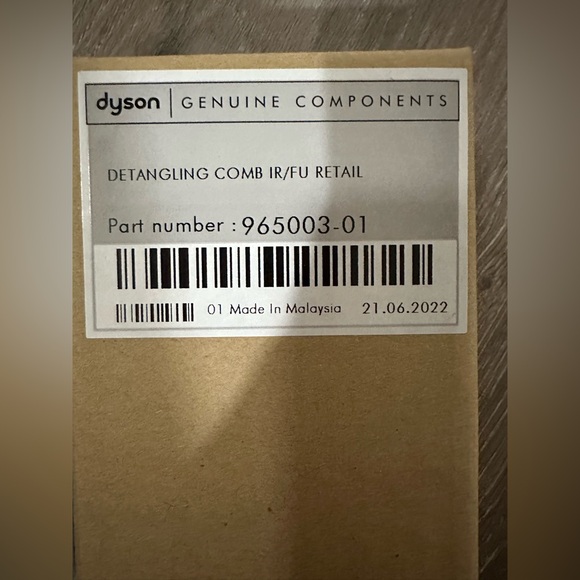 dyson | GENUINE COMPONENTS
DETANGLING COMB IR/FU RETAIL
Part number : 965003-01
01 Made In Malaysia 21.06.2022